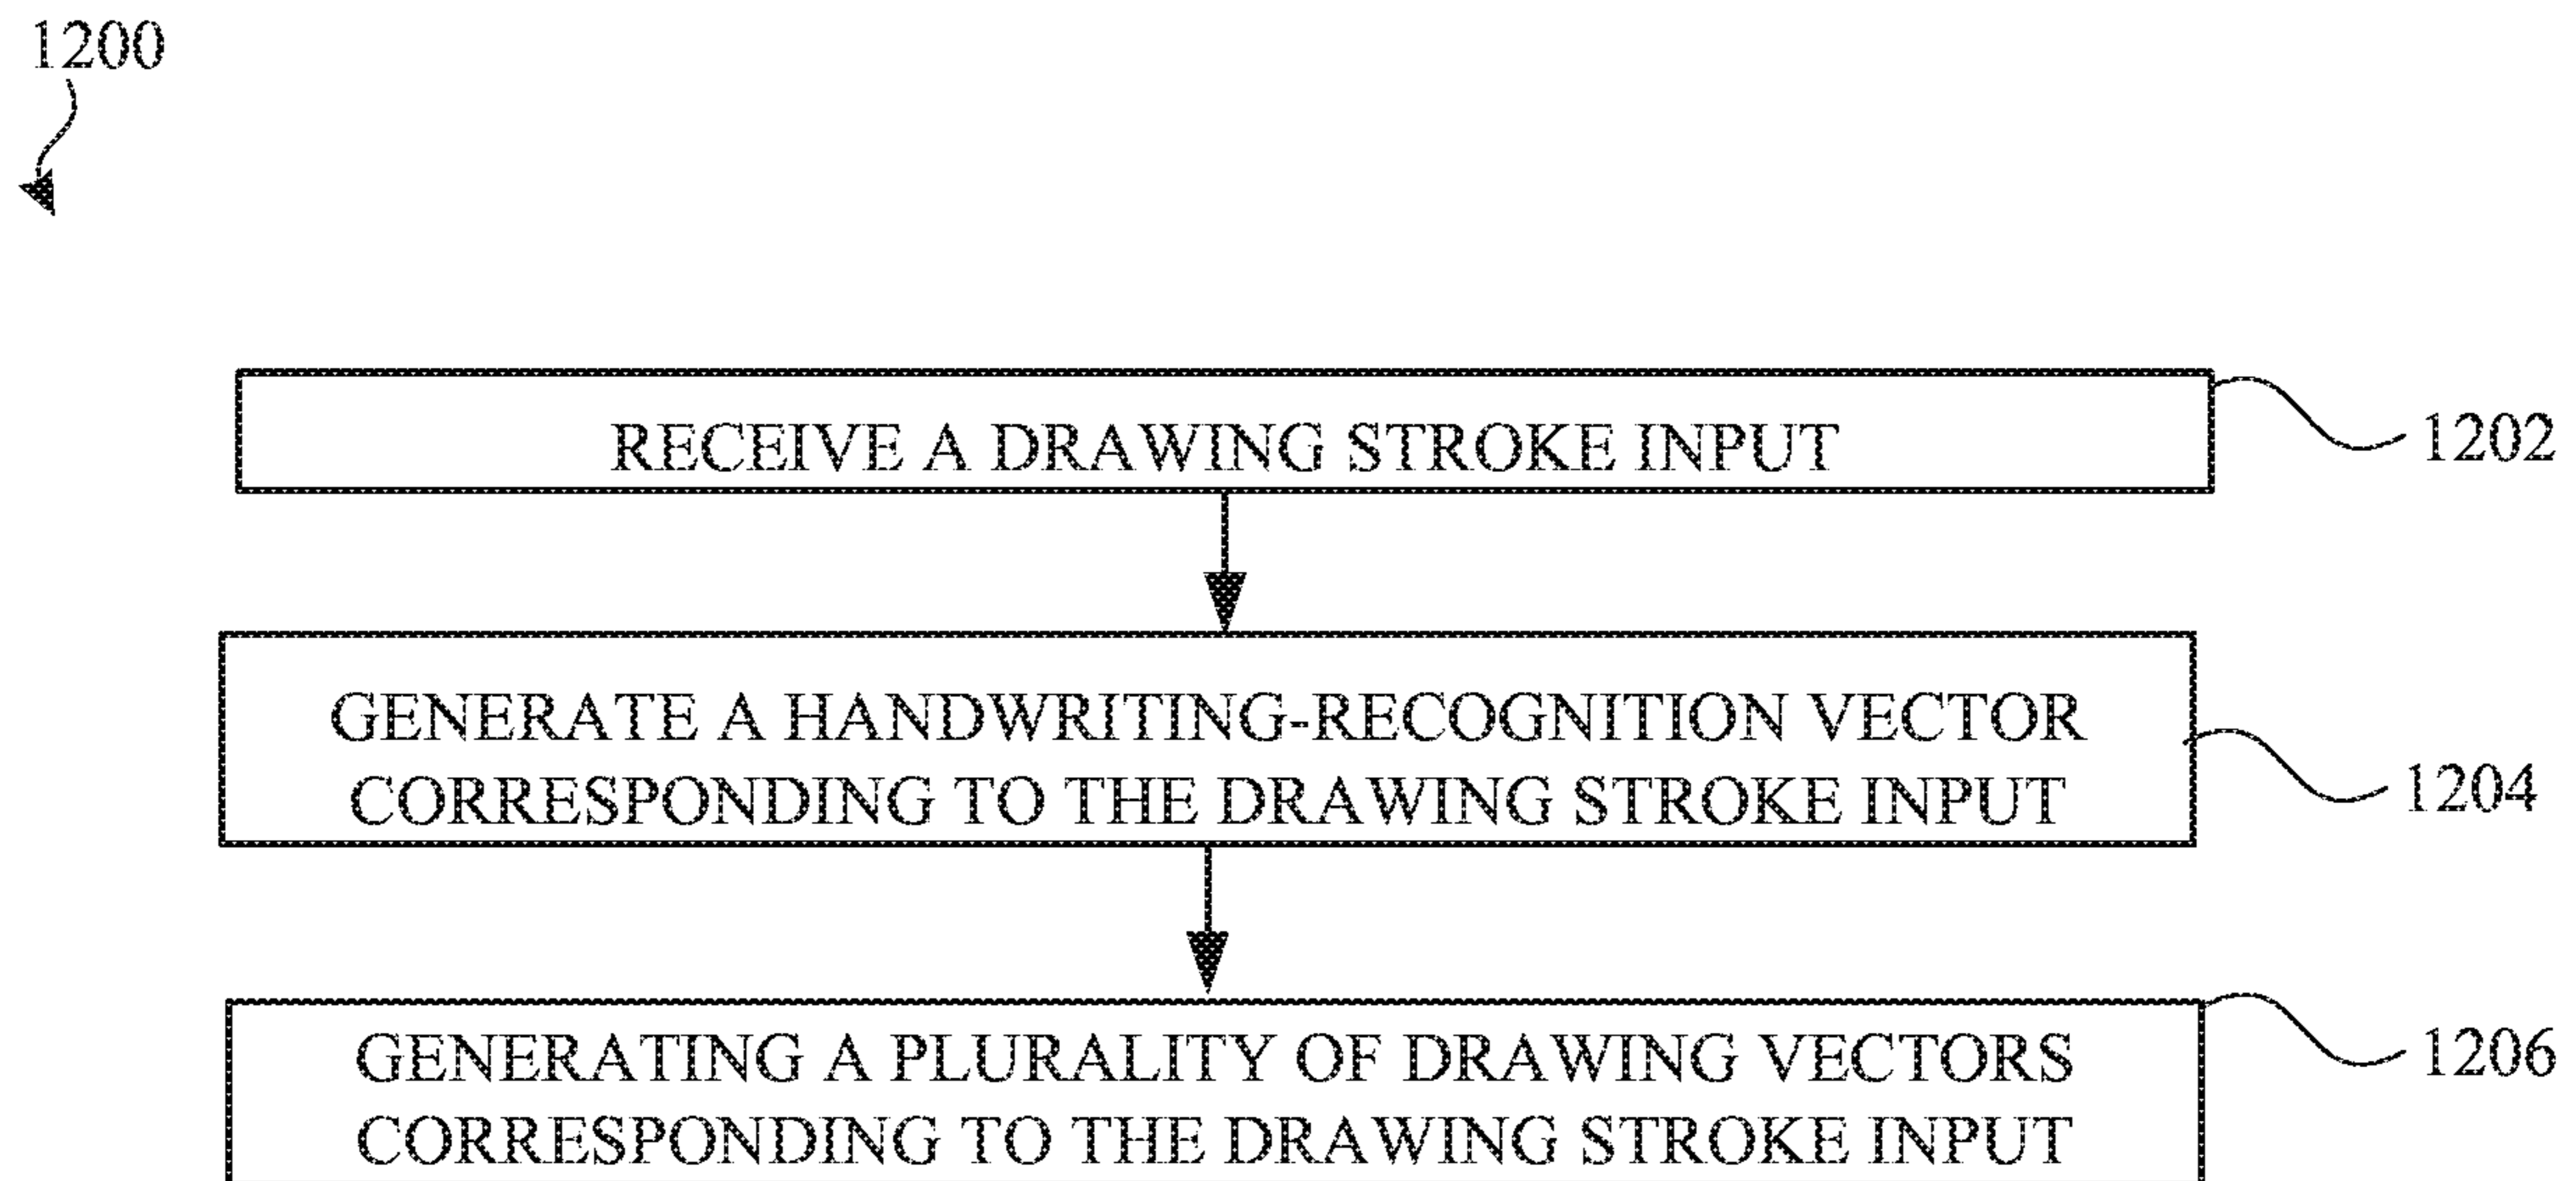 1200
RECEIVE A DRAWING STROKE INPUT
1202
GENERATE A HANDWRITING-RECOGNITION VECTOR
CORRESPONDING TO THE DRAWING STROKE INPUT
1204
GENERATING A PLURALITY OF DRAWING VECTORS
CORRESPONDING TO THE DRAWING STROKE INPUT
1206